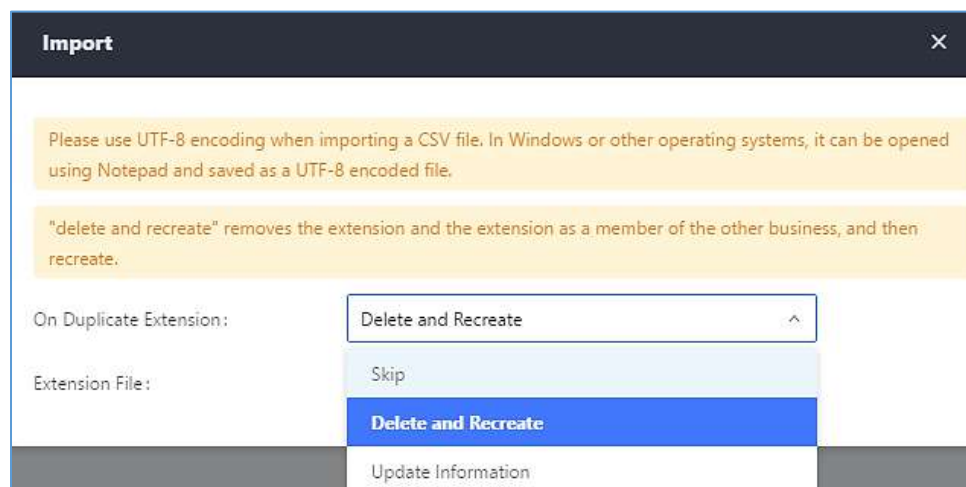 Import
Please use UTF-8 encoding when importing a CSV file. In Windows or other operating systems, it can be opened
using Notepad and saved as a UTF-8 encoded file.
"delete and recreate" removes the extension and the extension as a member of the other business, and then
recreate.
On Duplicate Extension:
Delete and Recreate
Extension File:
Skip
Delete and Recreate
Update Information